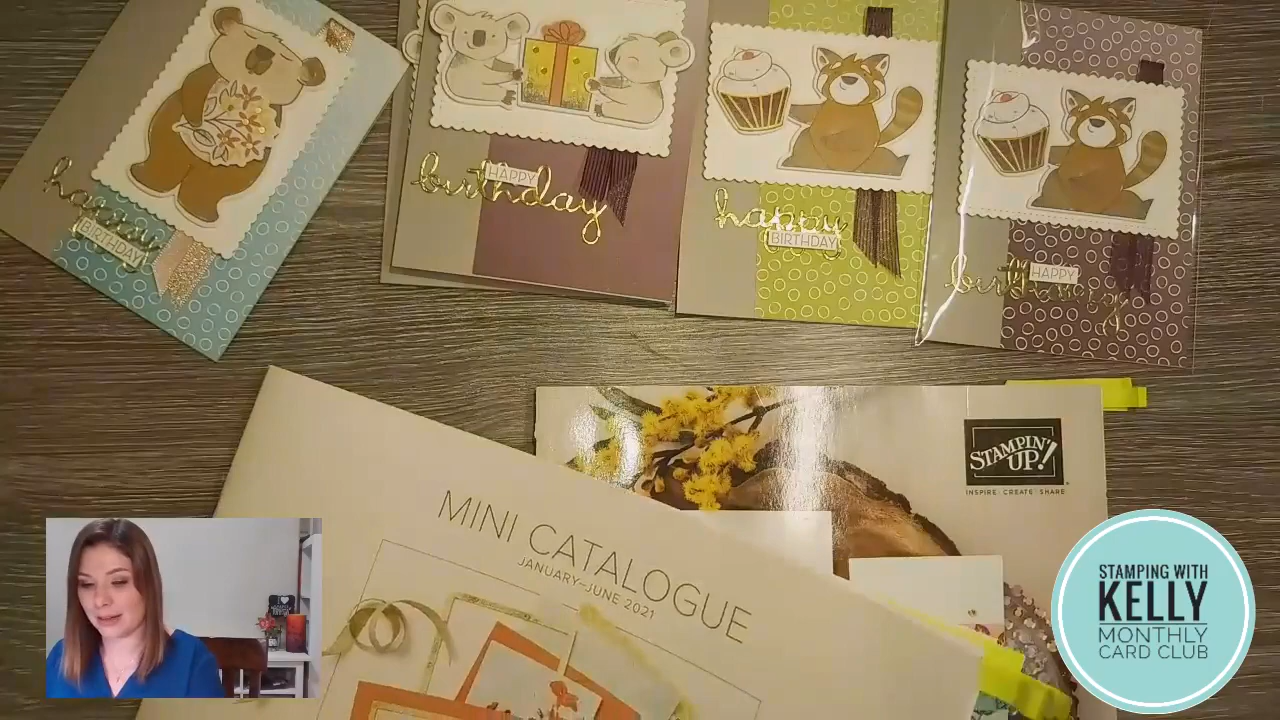 happy
BIRTHDAY
HAPPY
birthday
happy
BIRTHDAY
HAPPY
birthday
STAMPIN' UP!
INSPIRE · CREATE · SHARE
MINI CATALOGUE
JANUARY–JUNE 2021
STAMPING WITH
KELLY
MONTHLY
CARD CLUB